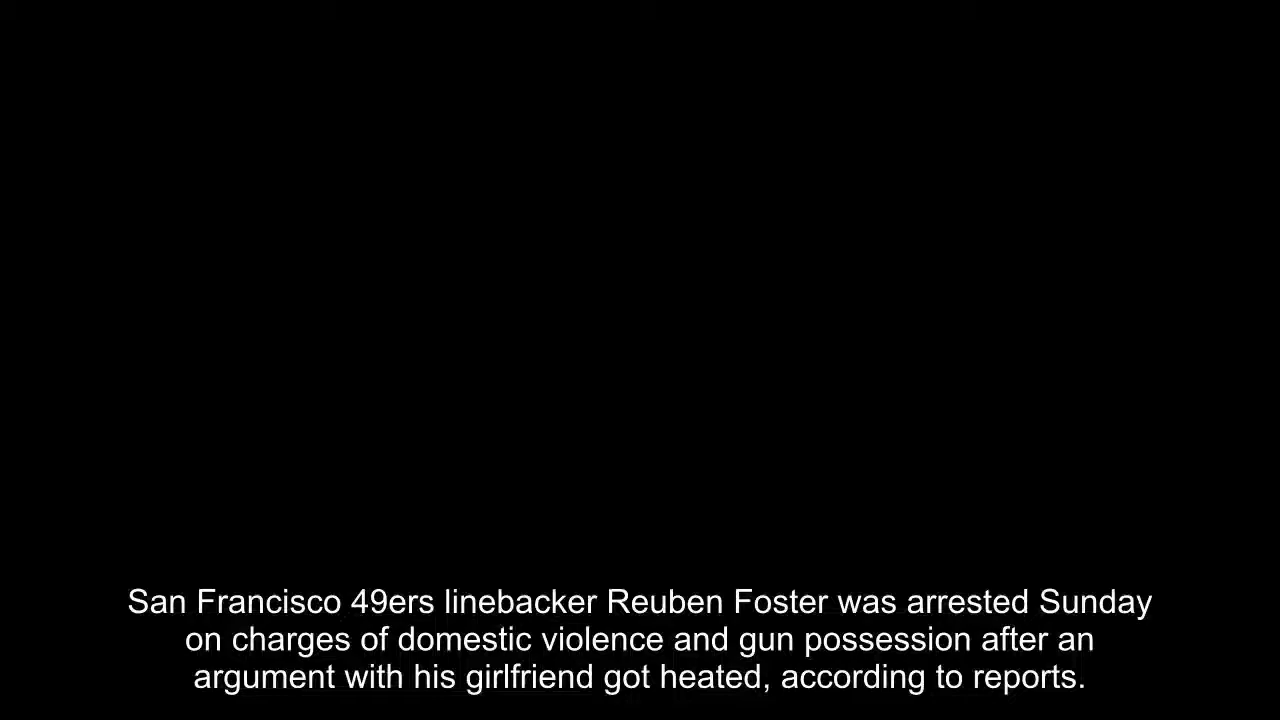 San Francisco 49ers linebacker Reuben Foster was arrested Sunday
on charges of domestic violence and gun possession after an
argument with his girlfriend got heated, according to reports.